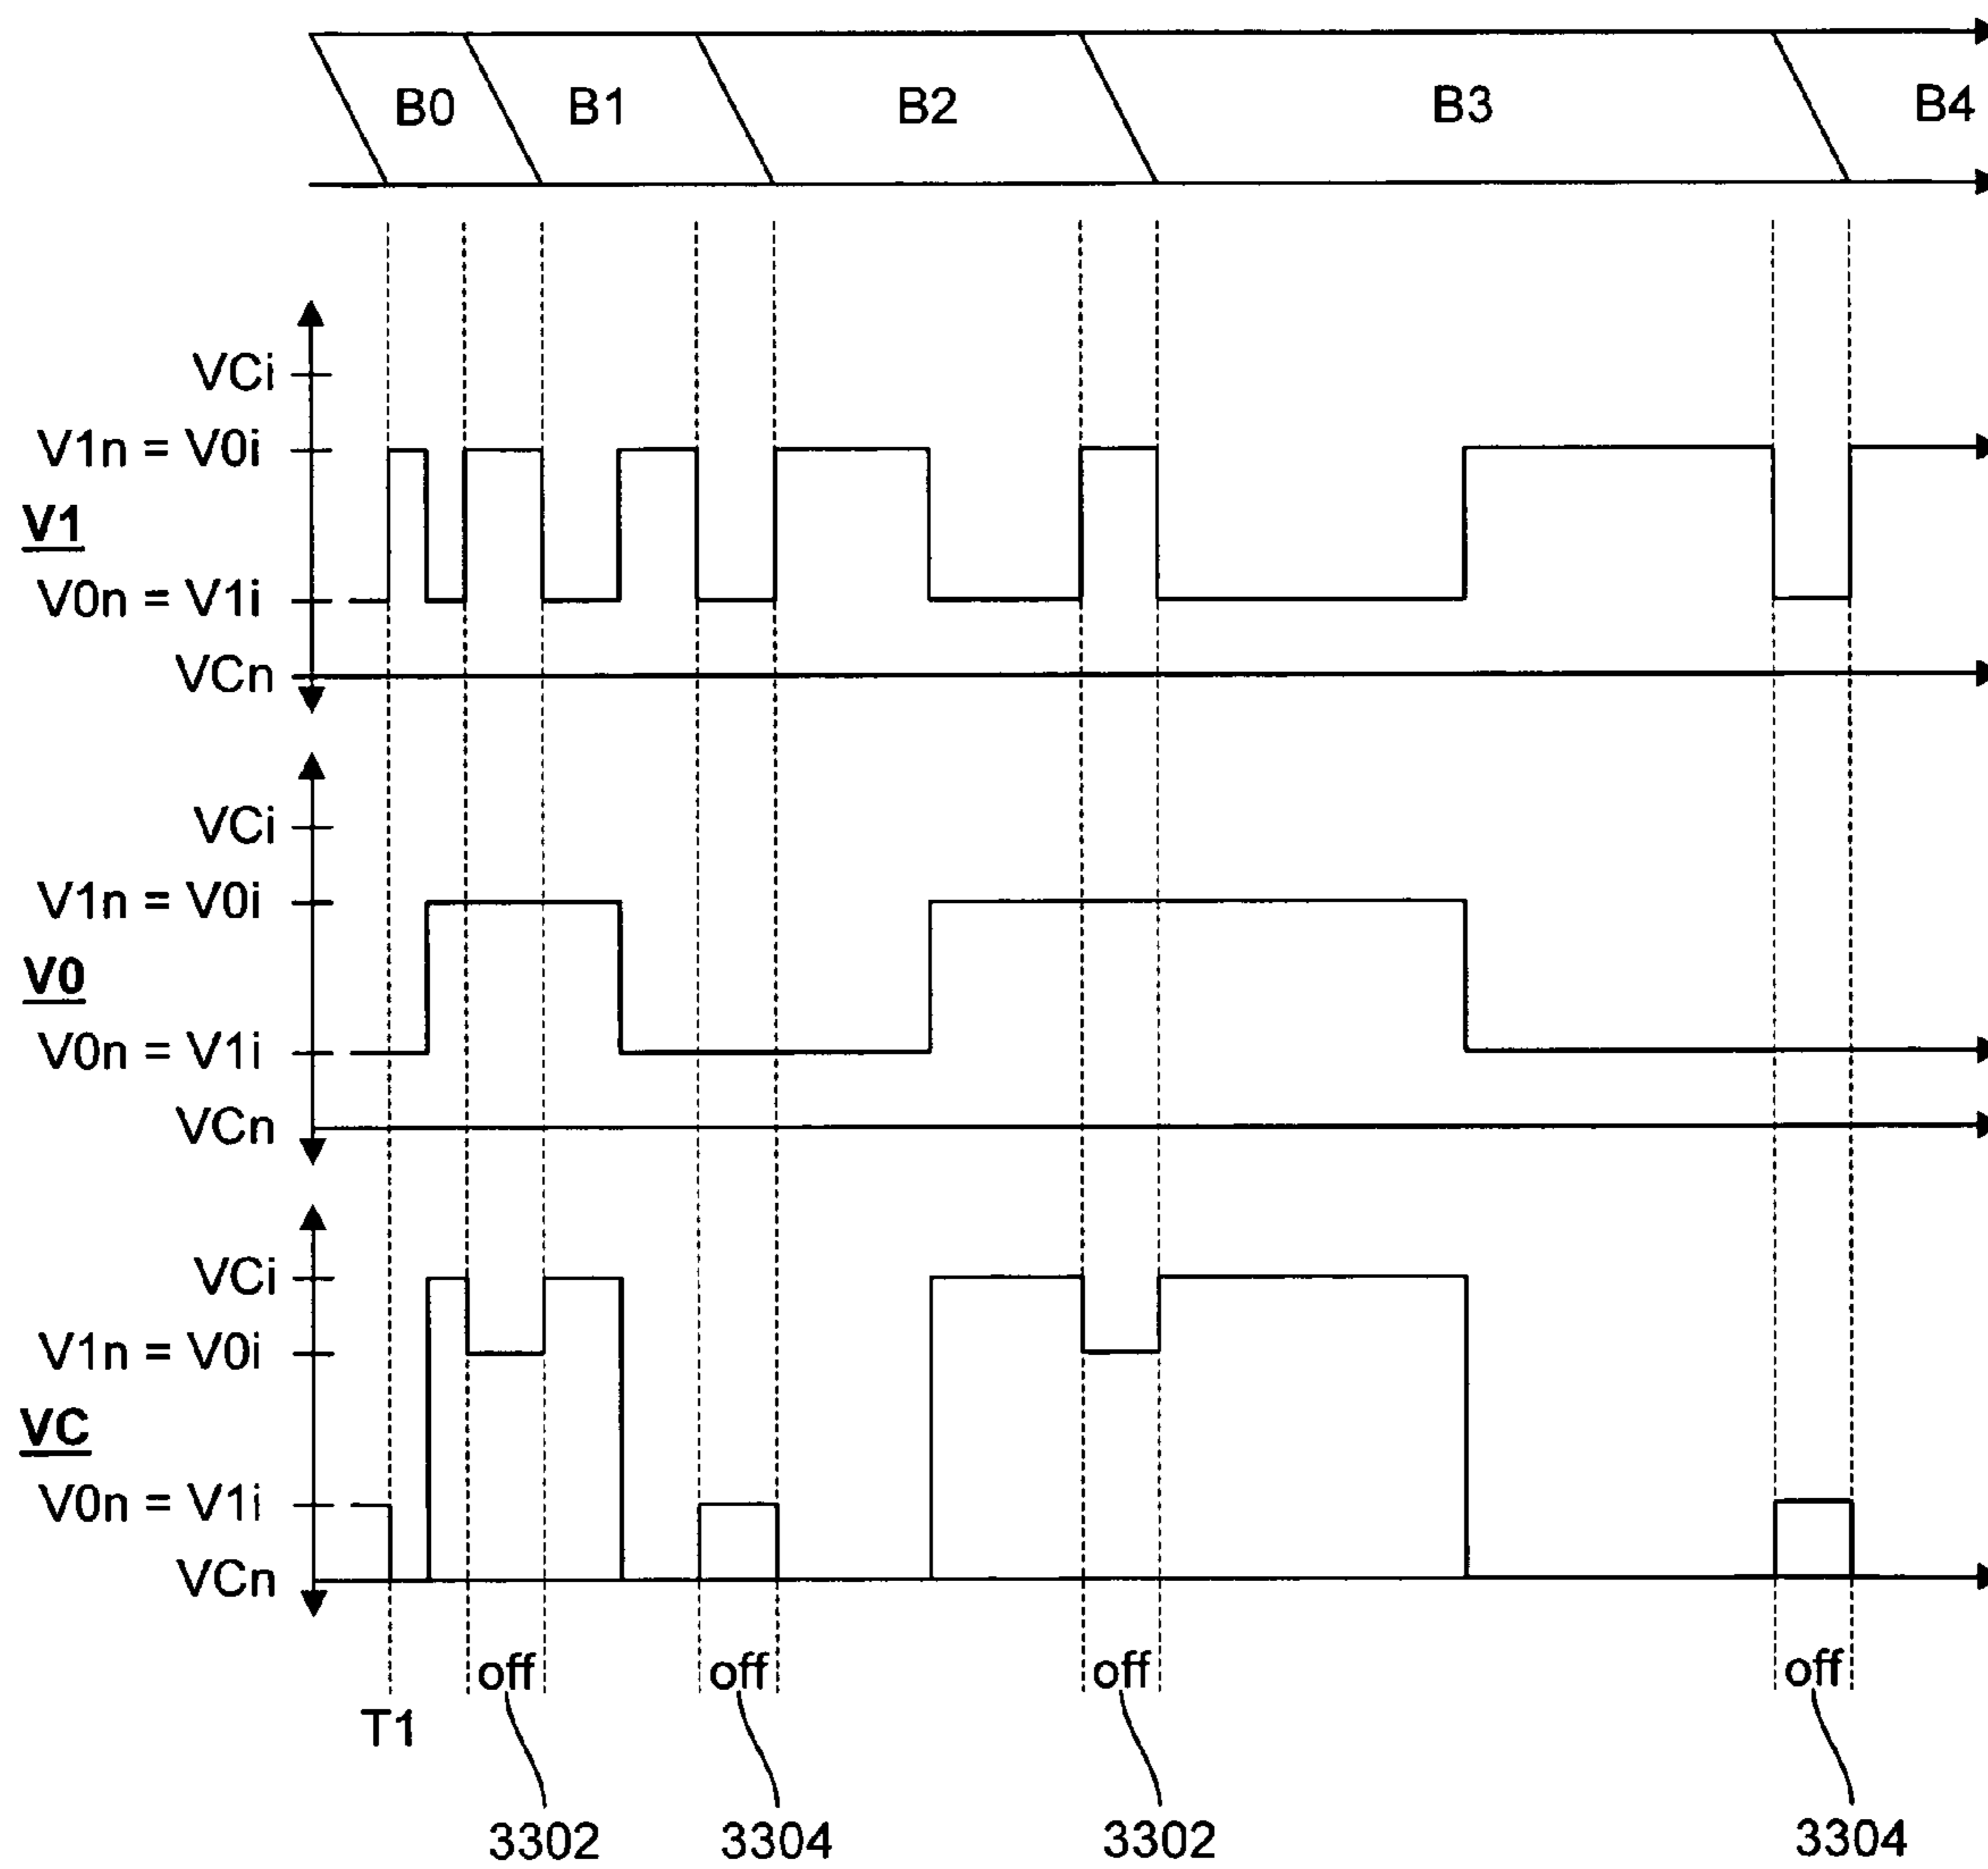 B0 B1 B2 B3 B4
VCi
V1n = V0i
V1
V0n = V1i
VCn
VCi
V1n = V0i
V0
V0n = V1i
VCn
VCi
V1n = V0i
VC
V0n = V1i
VCn
off off off off
T1
3302 3304 3302 3304